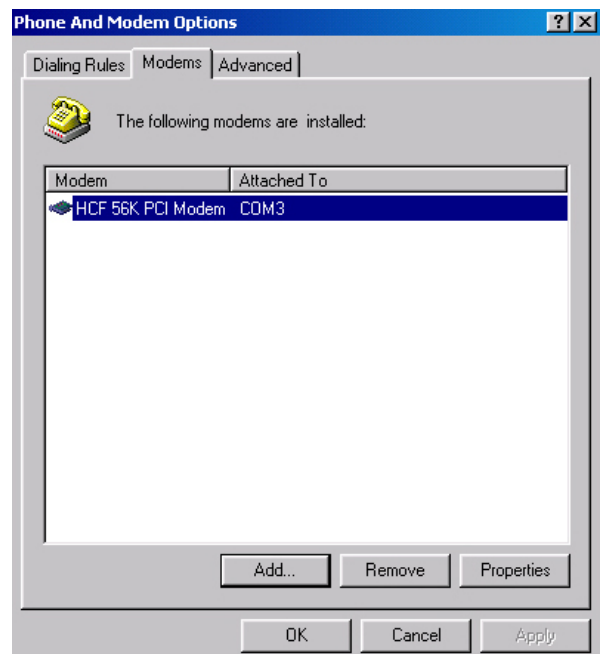 Phone And Modem Options
Dialing Rules Modems Advanced
The following modems are installed:
Modem Attached To
HCF 56K PCI Modem COM3
Add... Remove Properties
OK Cancel Apply